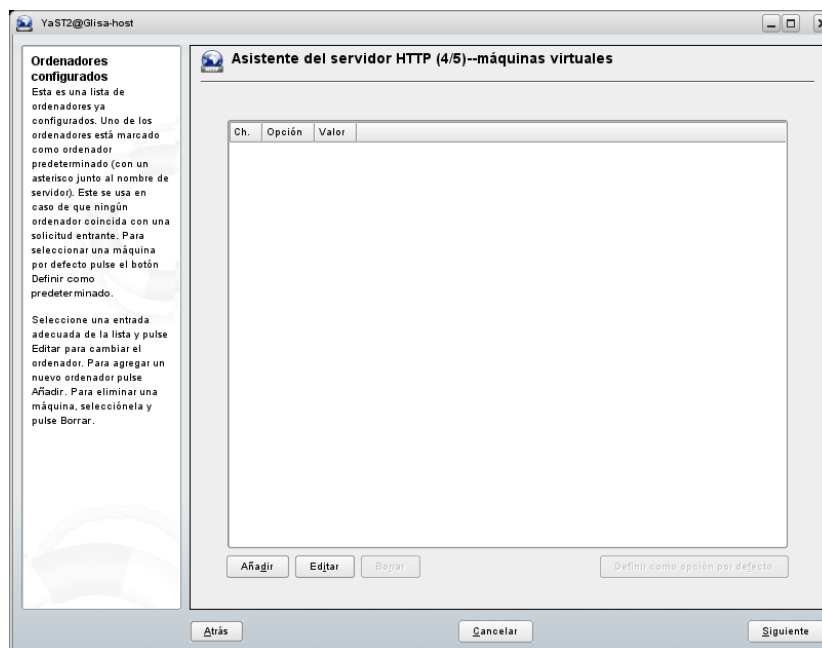 YaST2@Glisa-host
Ordenadores
configurados
Esta es una lista de
ordenadores ya
configurados. Uno de los
ordenadores está marcado
como ordenador
predeterminado (con un
asterisco junto al nombre de
servidor). Este se usa en
caso de que ningún
ordenador coincida con una
solicitud entrante. Para
seleccionar una máquina
por defecto pulse el botón
Definir como
predeterminado.
Seleccione una entrada
adecuada de la lista y pulse
Editar para cambiar el
ordenador. Para agregar un
nuevo ordenador pulse
Añadir. Para eliminar una
máquina, selecciónela y
pulse Borrar.
Asistente del servidor HTTP (4/5)--máquinas virtuales
Ch. Opción Valor
Añadir Editar Borrar Definir como opción por defecto
Atrás Cancelar Siguiente